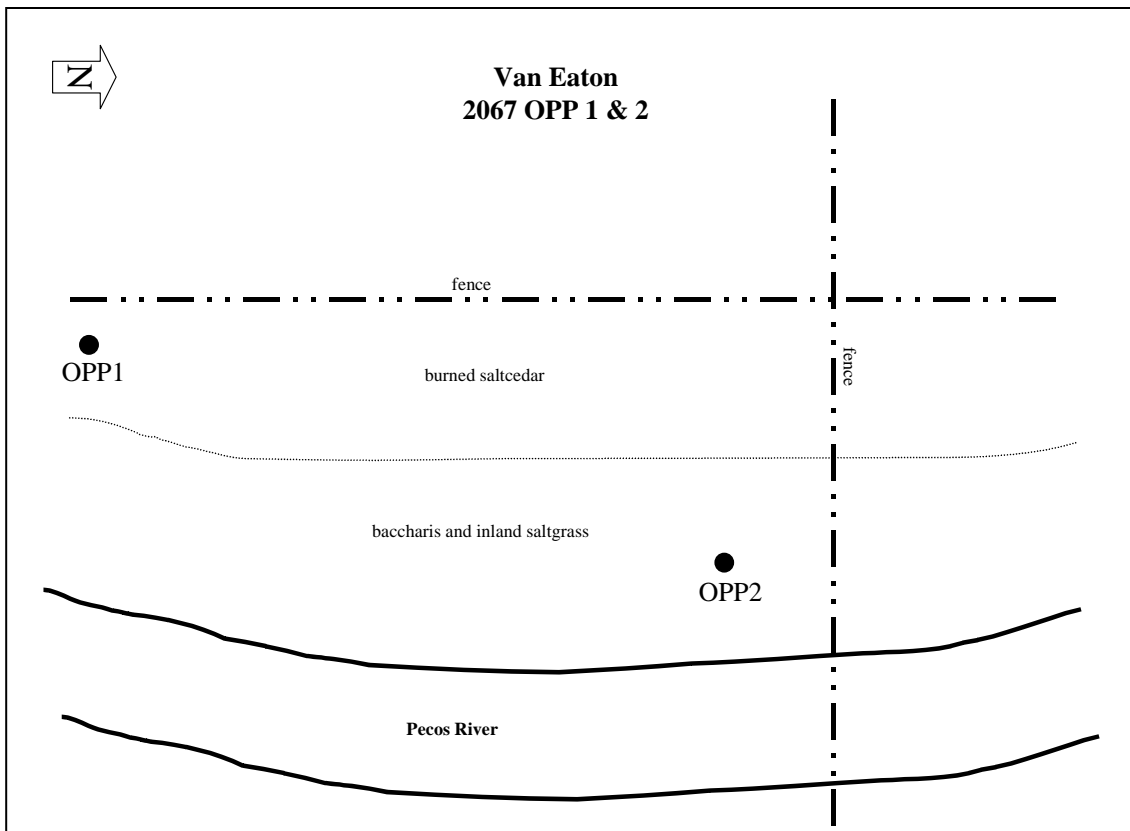 N
Van Eaton
2067 OPP 1 & 2
fence
fence
OPP1
burned saltcedar
baccharis and inland saltgrass
OPP2
Pecos River